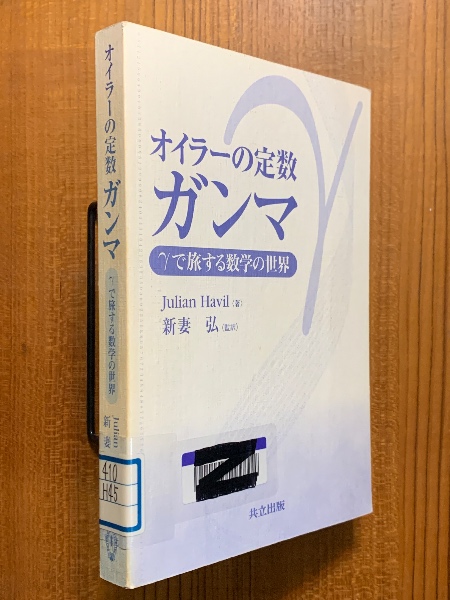 オイラーの定数
ガンマ
γで旅する数学の世界
Julian Havil (著)
新妻 弘 (監訳)
共立出版
オイラーの定数 ガンマ γで旅する数学の世界
Julian
新妻
410
H45
γ